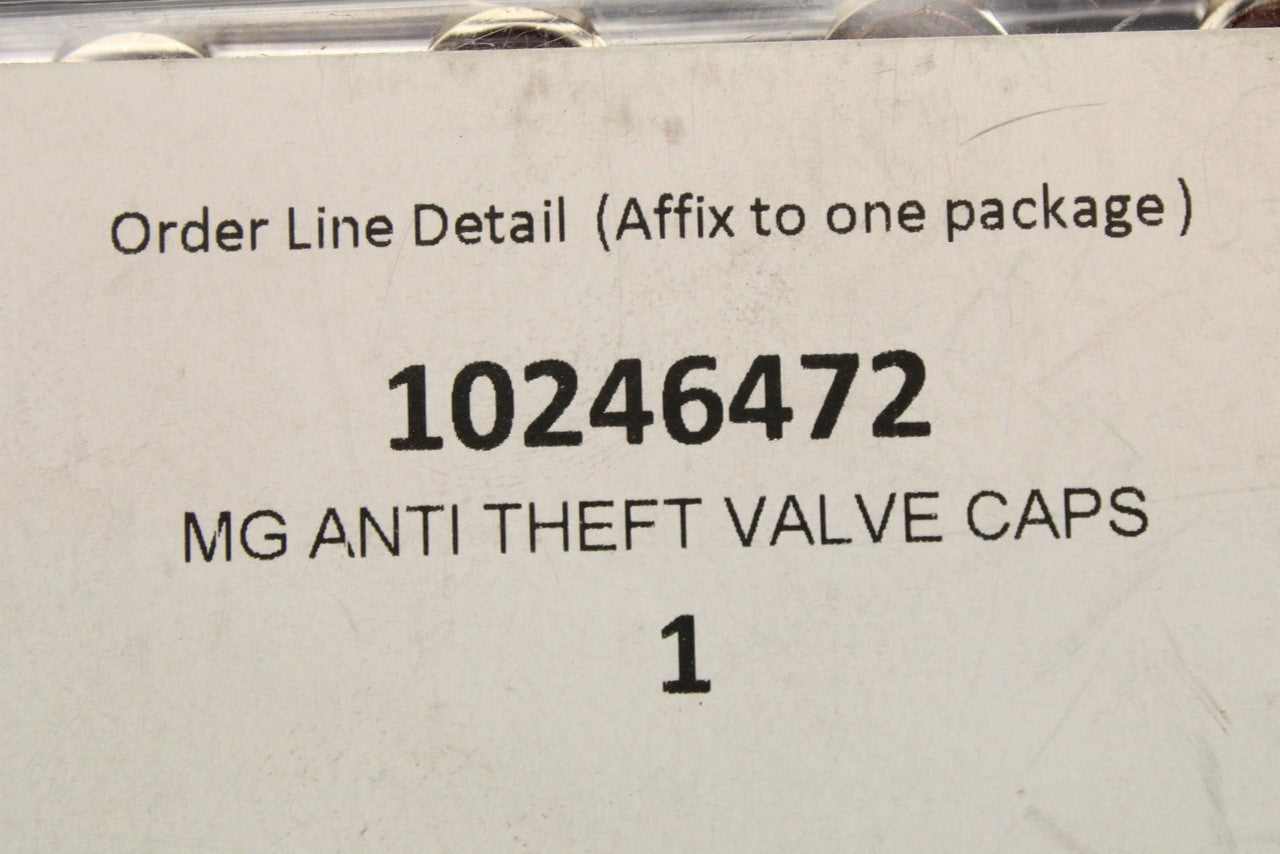 Order Line Detail (Affix to one package)
10246472
MG ANTI THEFT VALVE CAPS
1